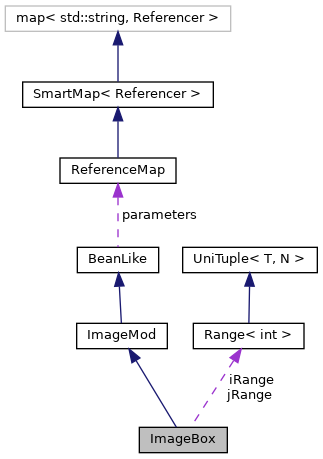 map< std::string, Referencer >
SmartMap< Referencer >
ReferenceMap
parameters
BeanLike
UniTuple< T, N >
ImageMod
Range< int >
iRange
jRange
ImageBox